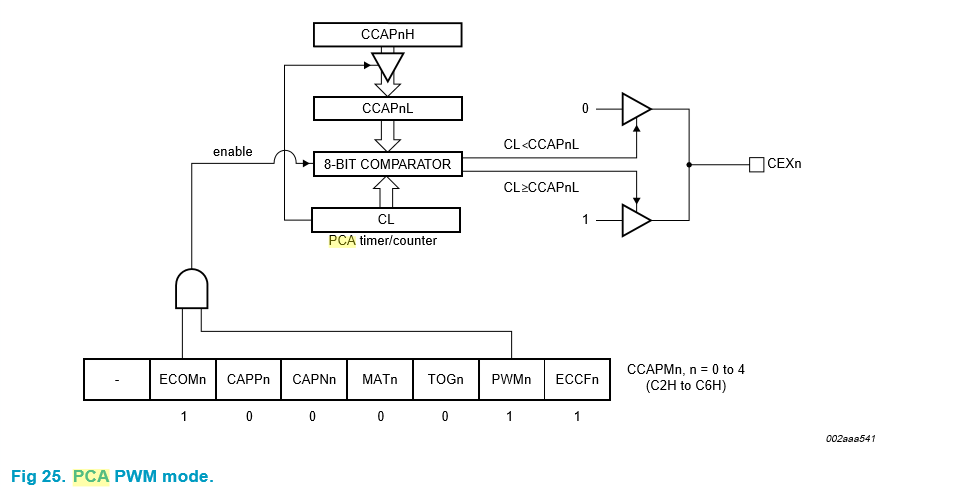 CCAPnH
CCAPnL
0
CL<CCAPnL
enable
8-BIT COMPARATOR
CEXn
CL≥CCAPnL
CL
1
PCA timer/counter
- ECOMn CAPPn CAPNn MATn TOGn PWMn ECCFn
CCAPMn, n = 0 to 4
(C2H to C6H)
1 0 0 0 0 1 1
002aaa541
Fig 25. PCA PWM mode.